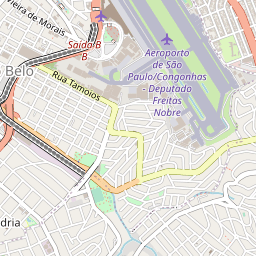 Vieira de Morais
Saída B
B
Aeroporto
de São
Paulo/Congonhas
- Deputado
Freitas
Nobre
Belo
Rua Tamoios
dria